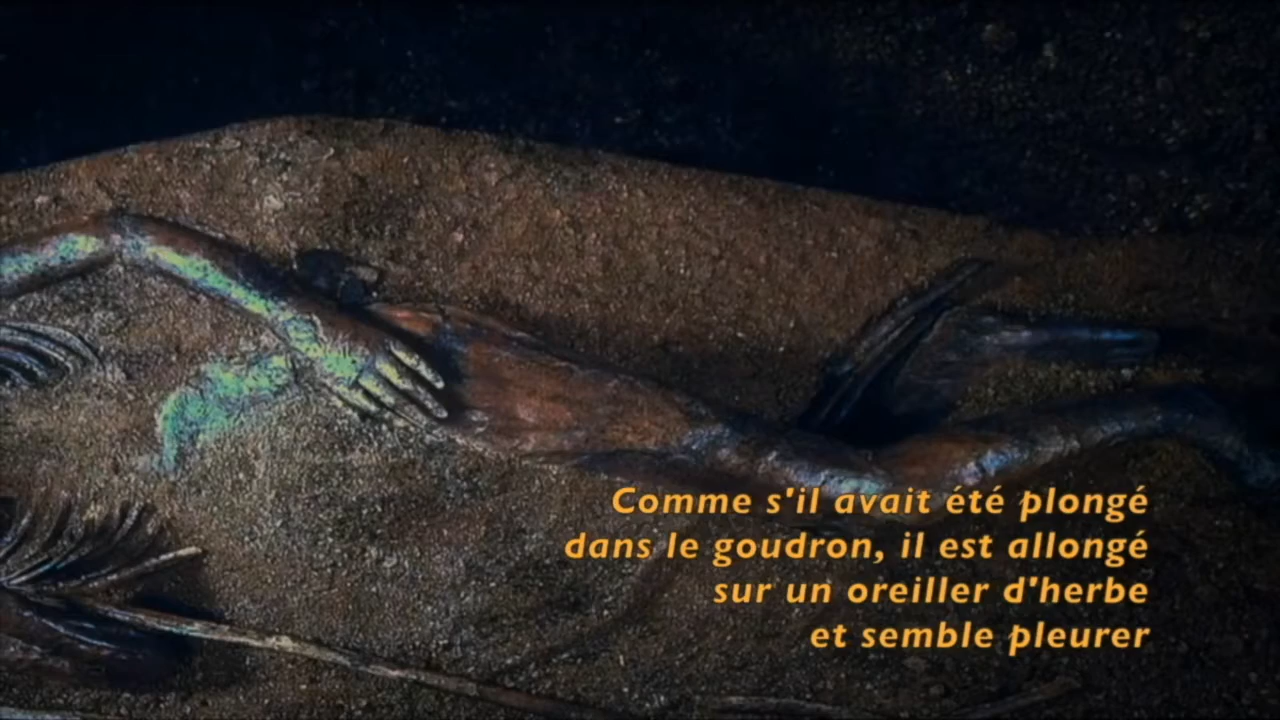 Comme s'il avait été plongé
dans le goudron, il est allongé
sur un oreiller d'herbe
et semble pleurer